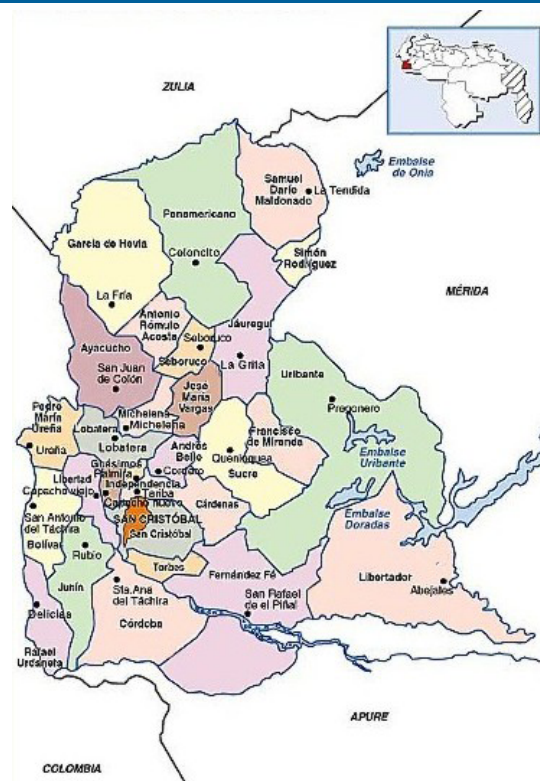 ZULIA
Embalse
de Onia
Samuel
Darío
Maldonado
La Tendida
Panamericano
García de Hevia
Simón
Rodríguez
Coloncito
MÉRIDA
La Fría
Antonio
Rómulo
Acosta
Jáuregui
Seboruco
Ayacucho
Seboruco
La Grita
San Juan
de Colón
José
María
Vargas
Uribante
Pregonero
Pedro
María
Ureña
Michelena
Michelena
Lobatera
Lobatera
Francisco
de Miranda
Ureña
Andrés
Bello
Queniquea
Sucre
Embalse
Uribante
Guásimos
Palmira
Cordero
Libertad
Capacho viejo
Independencia
Táriba
Capacho nuevo
Cárdenas
San Antonio
del Táchira
Bolívar
SAN CRISTÓBAL
San Cristóbal
Embalse
Doradas
Rubio
Torbes
Fernández Feo
Libertador
Abejales
Junín
Sta. Ana
del Táchira
San Rafael
de el Piñal
Delicias
Córdoba
Rafael
Urdaneta
APURE
COLOMBIA